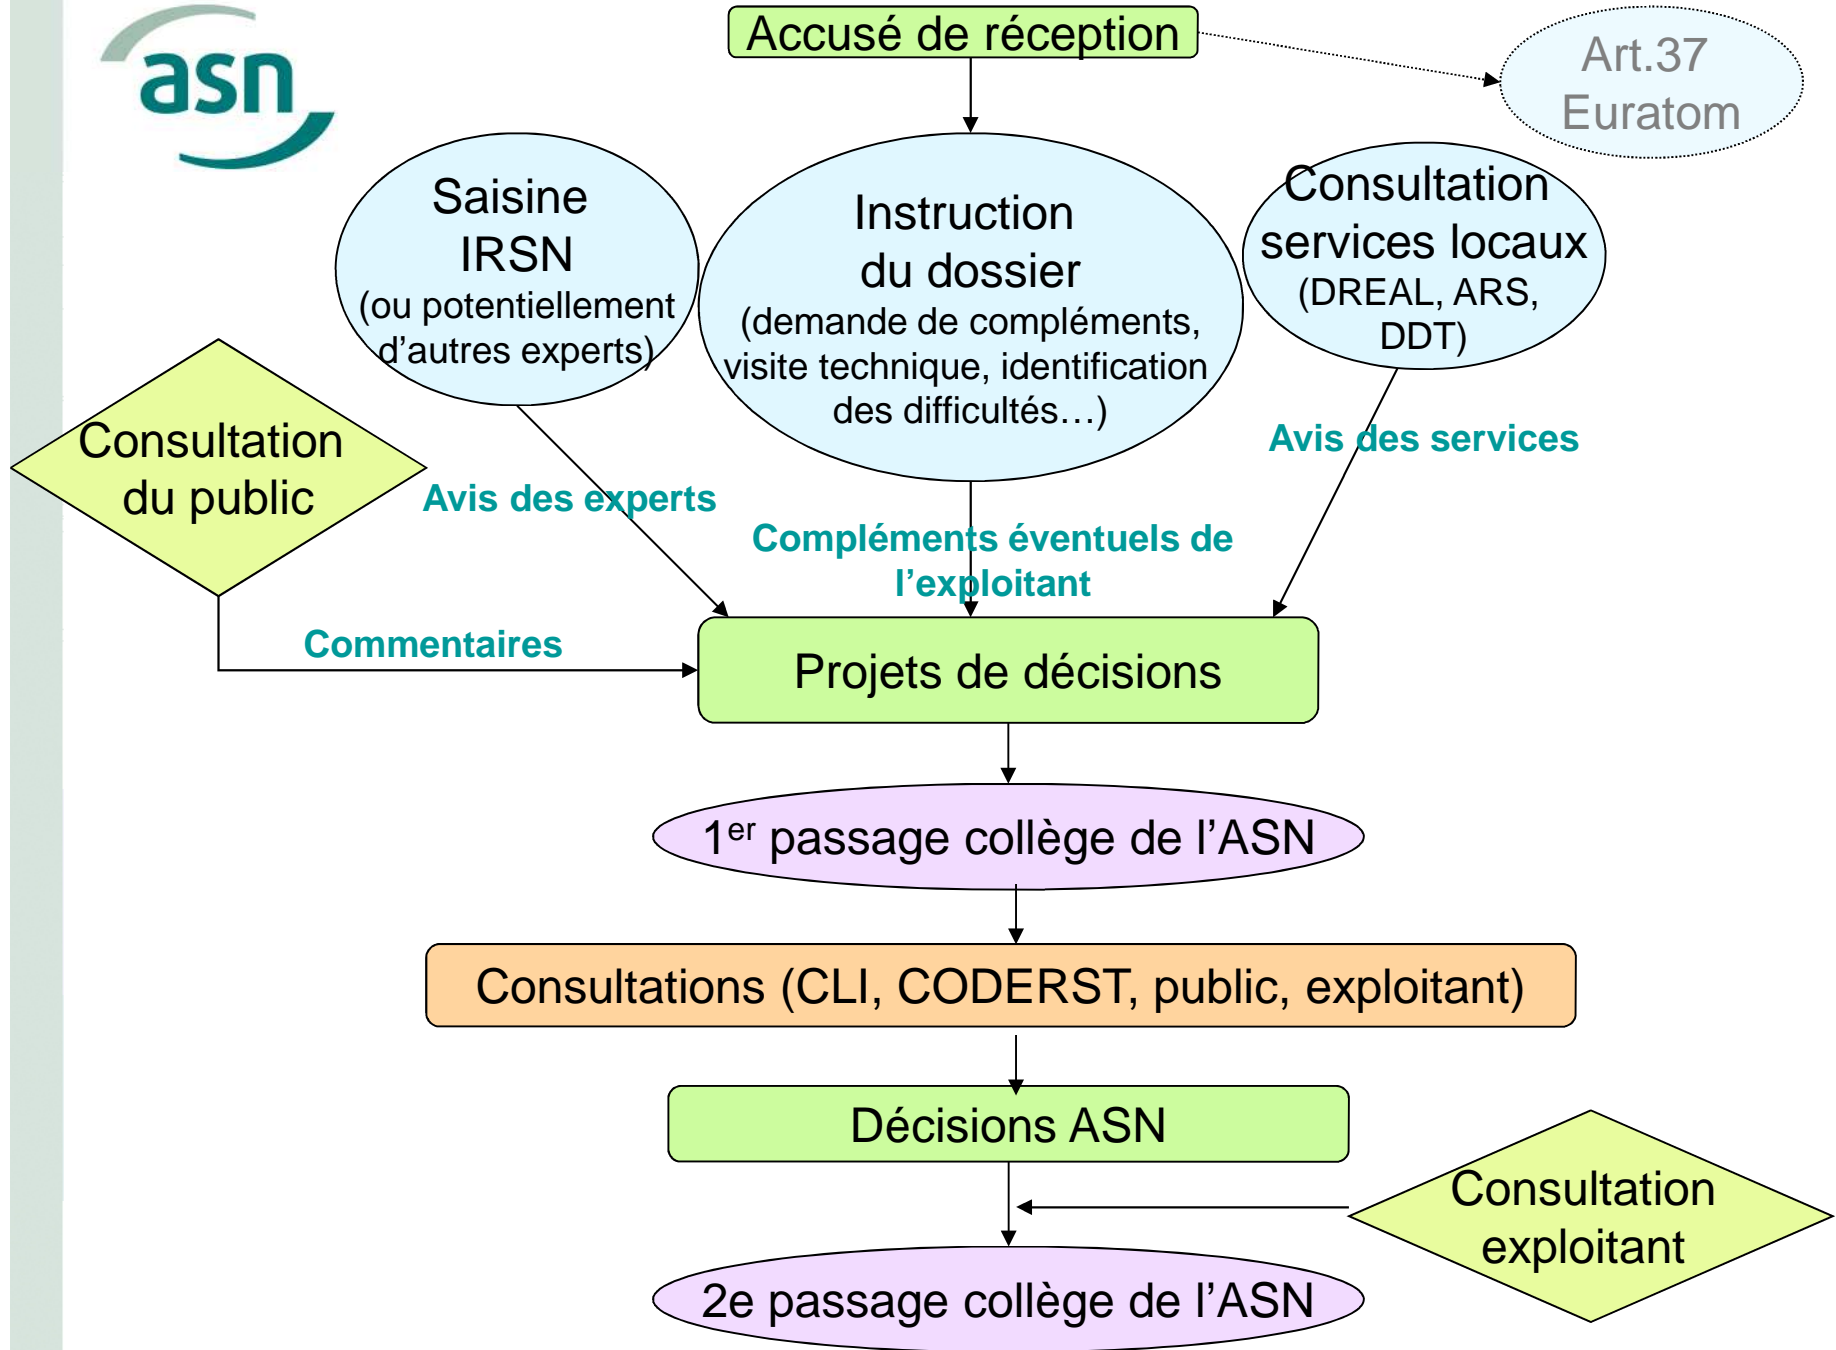 asn
Accusé de réception
Art.37
Euratom
Saisine
IRSN
(ou potentiellement
d’autres experts)
Instruction
du dossier
(demande de compléments,
visite technique, identification
des difficultés…)
Consultation
services locaux
(DREAL, ARS,
DDT)
Consultation
du public
Avis des experts
Compléments éventuels de
l’exploitant
Avis des services
Commentaires
Projets de décisions
1er passage collège de l’ASN
Consultations (CLI, CODERST, public, exploitant)
Décisions ASN
Consultation
exploitant
2e passage collège de l’ASN